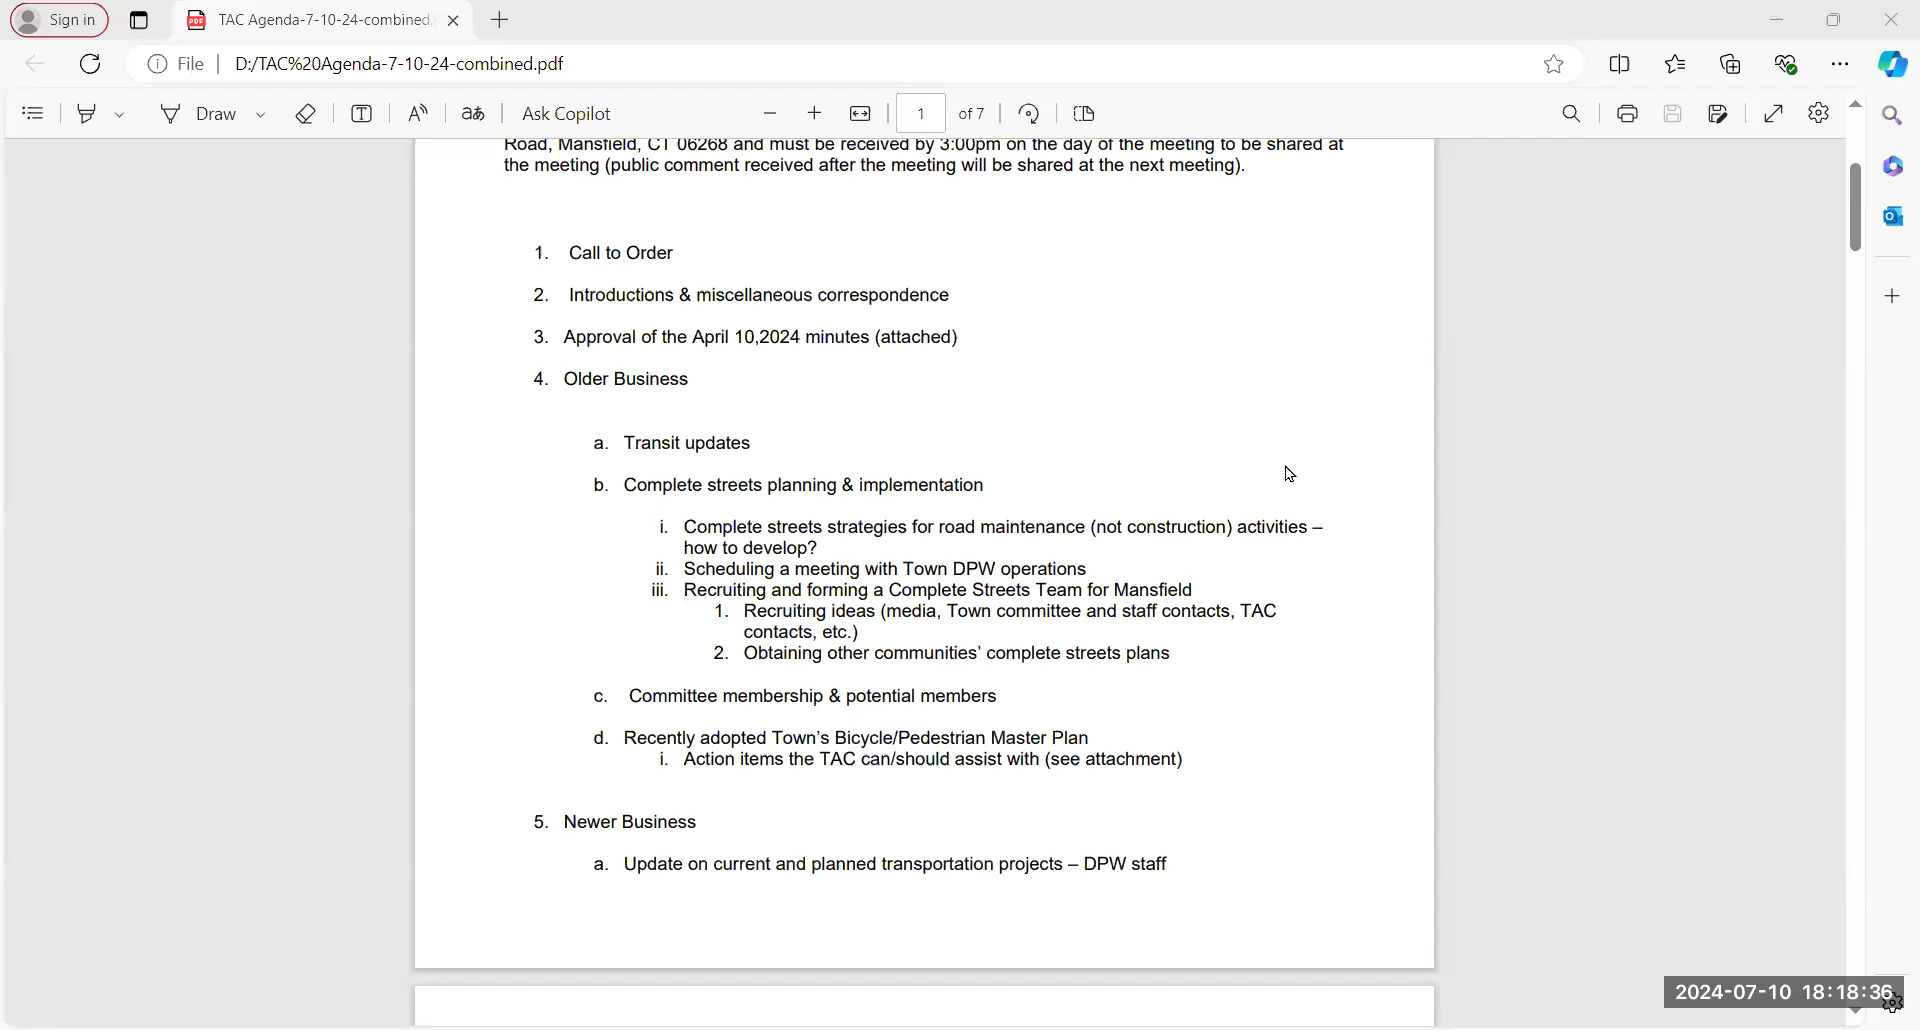 Sign in
TAC Agenda-7-10-24-combined.
File
D:/TAC%20Agenda-7-10-24-combined.pdf
Draw
aあ
Ask Copilot
1
of 7
Road, Mansfield, CT 06268 and must be received by 3:00pm on the day of the meeting to be shared at
the meeting (public comment received after the meeting will be shared at the next meeting).
1. Call to Order
2. Introductions & miscellaneous correspondence
3. Approval of the April 10,2024 minutes (attached)
4. Older Business
a. Transit updates
b. Complete streets planning & implementation
i. Complete streets strategies for road maintenance (not construction) activities –
how to develop?
ii. Scheduling a meeting with Town DPW operations
iii. Recruiting and forming a Complete Streets Team for Mansfield
1. Recruiting ideas (media, Town committee and staff contacts, TAC
contacts, etc.)
2. Obtaining other communities' complete streets plans
c. Committee membership & potential members
d. Recently adopted Town's Bicycle/Pedestrian Master Plan
i. Action items the TAC can/should assist with (see attachment)
5. Newer Business
a. Update on current and planned transportation projects – DPW staff
2024-07-10 18:18:36